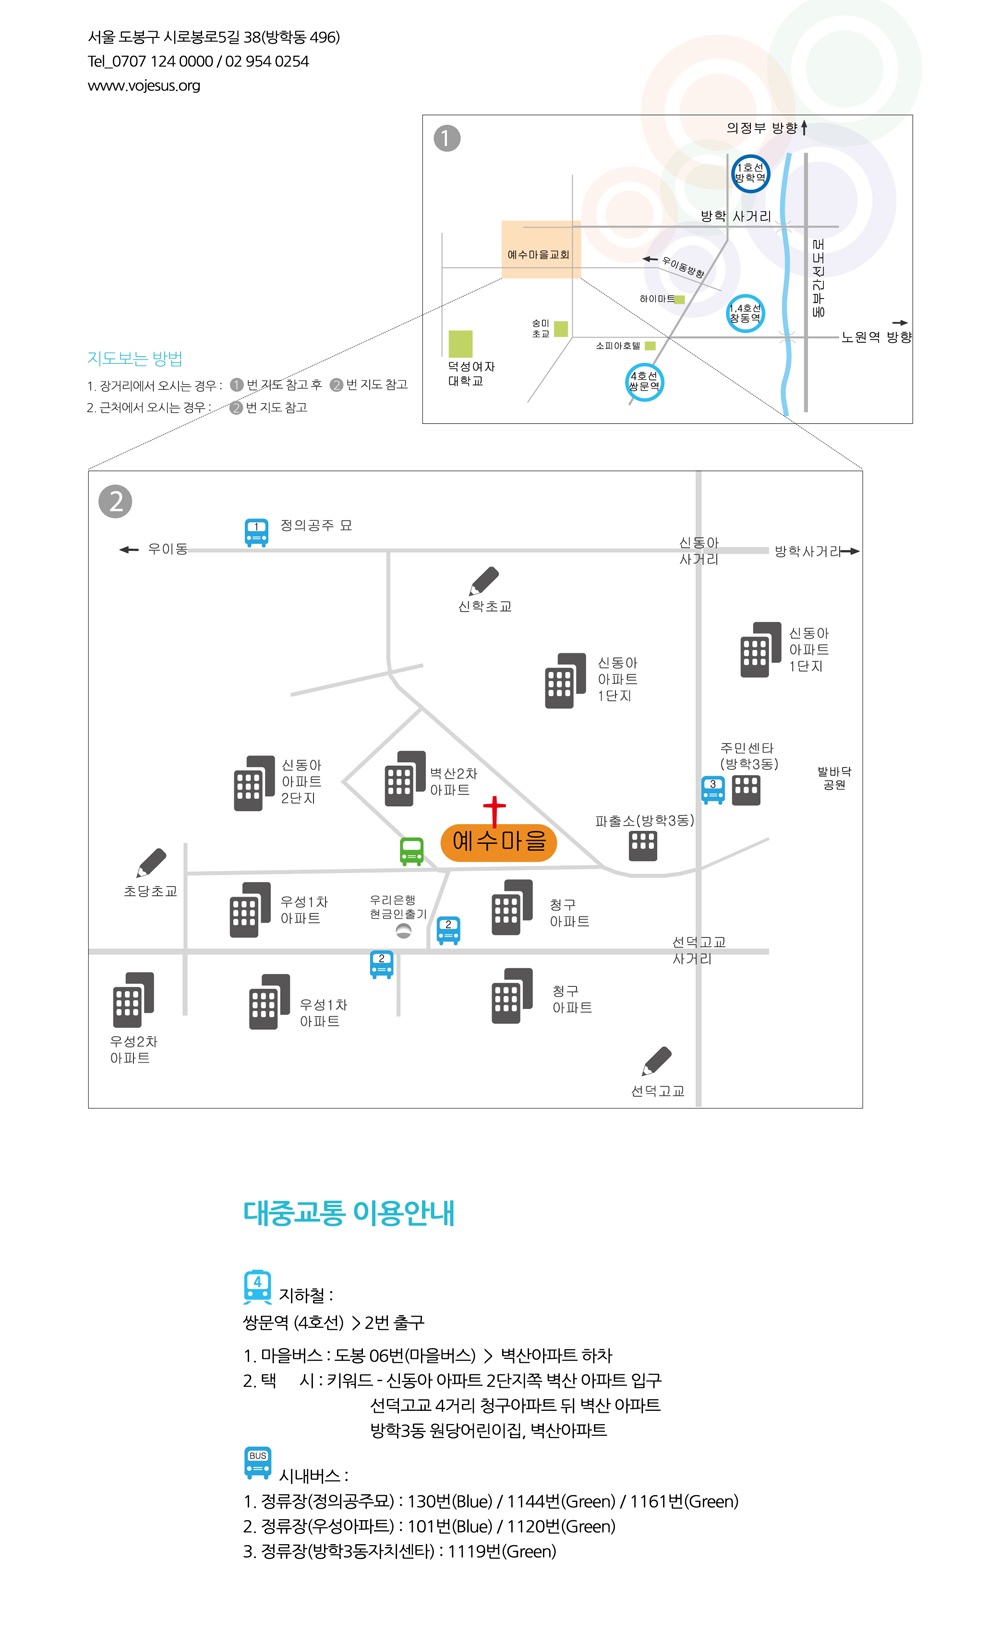 서울 도봉구 시로봉로5길 38(방학동 496)
Tel_0707 124 0000 / 02 954 0254
www.vojesus.org
1
의정부 방향
1호선
방학역
방학 사거리
예수마을교회
우이동방향
동부간선도로
하이마트
1,4호선
창동역
숭미
초교
소피아호텔
노원역 방향
덕성여자
대학교
4호선
쌍문역
지도보는 방법
1. 장거리에서 오시는 경우 : 1 번 지도 참고 후 2 번 지도 참고
2. 근처에서 오시는 경우 : 2 번 지도 참고
2
1
정의공주 묘
우이동
신동아
사거리
방학사거리
신학초교
신동아
아파트
1단지
신동아
아파트
1단지
신동아
아파트
2단지
벽산2차
아파트
주민센타
(방학3동)
3
발바닥
공원
예수마을
파출소(방학3동)
초당초교
우성1차
아파트
우리은행
현금인출기
2
청구
아파트
2
선덕고교
사거리
우성2차
아파트
우성1차
아파트
청구
아파트
선덕고교
대중교통 이용안내
4
지하철 :
쌍문역 (4호선) > 2번 출구
1. 마을버스 : 도봉 06번(마을버스) > 벽산아파트 하차
2. 택 시 : 키워드 - 신동아 아파트 2단지쪽 벽산 아파트 입구
선덕고교 4거리 청구아파트 뒤 벽산 아파트
방학3동 원당어린이집, 벽산아파트
BUS
시내버스 :
1. 정류장(정의공주묘) : 130번(Blue) / 1144번(Green) / 1161번(Green)
2. 정류장(우성아파트) : 101번(Blue) / 1120번(Green)
3. 정류장(방학3동자치센타) : 1119번(Green)